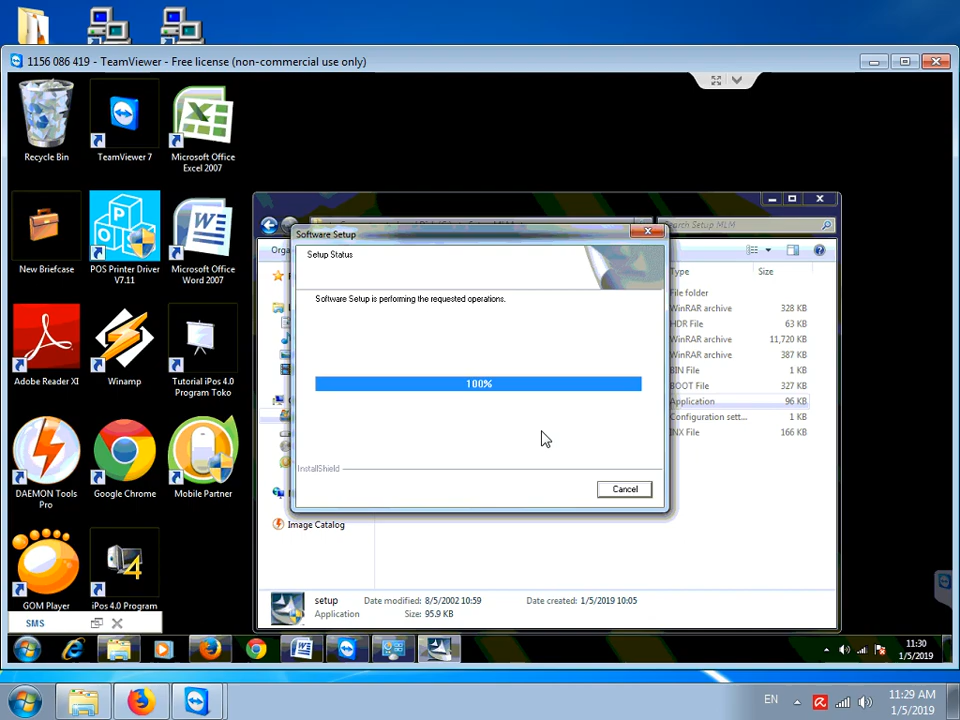 1156 086 419 - TeamViewer - Free license (non-commercial use only)
Recycle Bin
TeamViewer 7
Microsoft Office
Excel 2007
New Briefcase
POS Printer Driver
V7.11
Microsoft Office
Word 2007
Adobe Reader XI
Winamp
Tutorial iPos 4.0
Program Toko
DAEMON Tools
Pro
Google Chrome
Mobile Partner
GOM Player
4
iPos 4.0 Program
SMS
Search Setup MLM
Orga
Type
Size
File folder
WinRAR archive
328 KB
HDR File
63 KB
WinRAR archive
11,720 KB
WinRAR archive
387 KB
BIN File
1 KB
BOOT File
327 KB
Application
96 KB
Configuration sett...
1 KB
INX File
166 KB
Image Catalog
Software Setup
Setup Status
Software Setup is performing the requested operations.
100%
InstallShield
Cancel
setup
Date modified: 8/5/2002 10:59
Date created: 1/5/2019 10:05
Application
Size: 95.9 KB
11:30
1/5/2019
EN
11:29 AM
1/5/2019